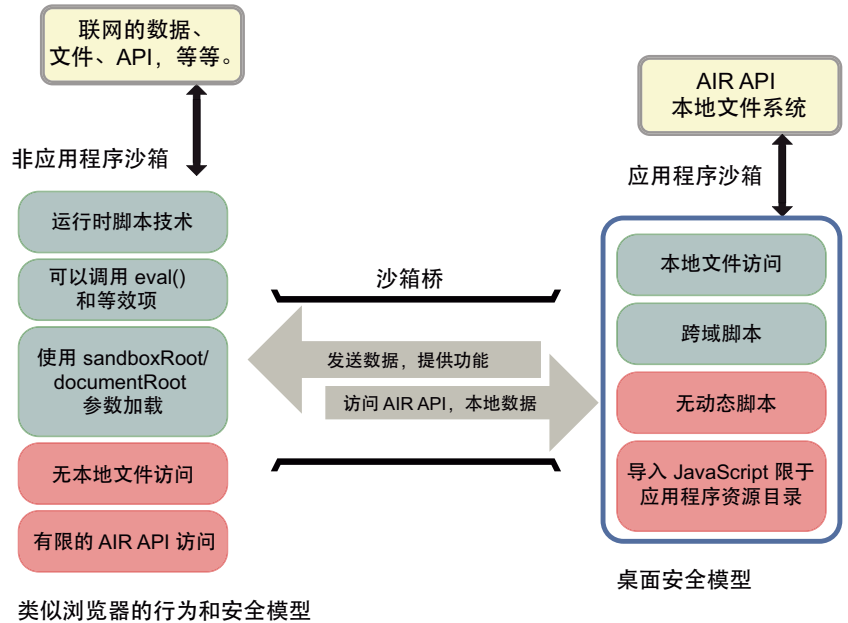 联网的数据、
文件、API，等等。
非应用程序沙箱
运行时脚本技术
可以调用 eval()
和等效项
使用 sandboxRoot/
documentRoot
参数加载
无本地文件访问
有限的 AIR API 访问
类似浏览器的行为和安全模型
沙箱桥
发送数据，提供功能
访问 AIR API，本地数据
AIR API
本地文件系统
应用程序沙箱
本地文件访问
跨域脚本
无动态脚本
导入 JavaScript 限于
应用程序资源目录
桌面安全模型